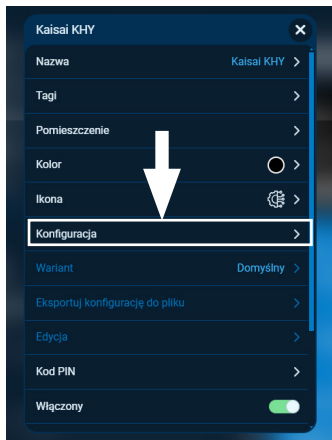 Kaisai KHY
Nazwa Kaisai KHY
Tagi
Pomieszczenie
Kolor
Ikona
Konfiguracja
Wariant Domyślny
Eksportuj konfigurację do pliku
Edycja
Kod PIN
Włączony